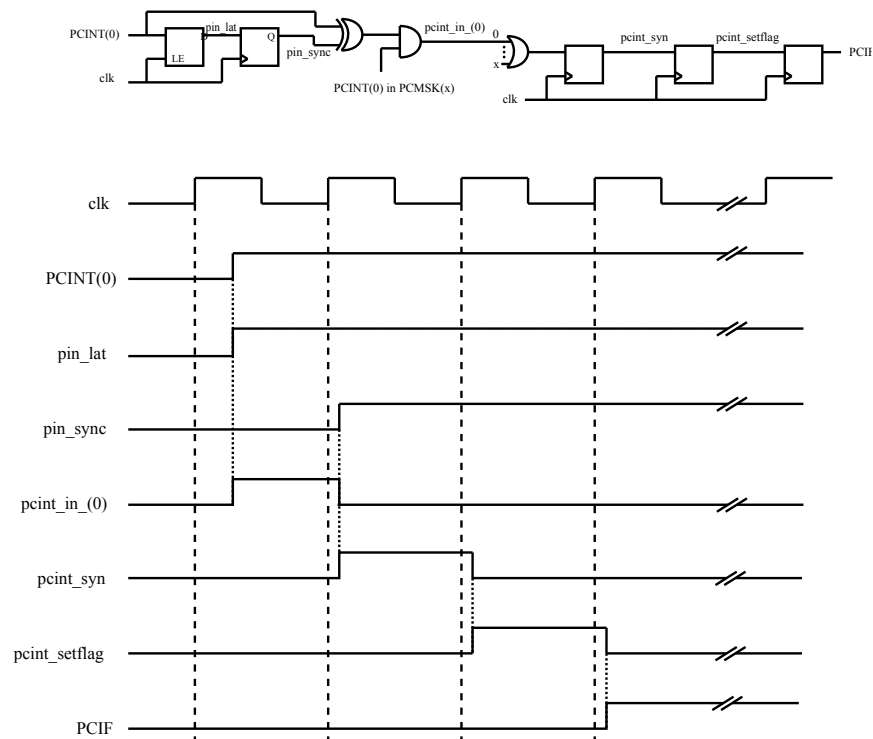 PCINT(0)
pin_lat
D
Q
LE
clk
pin_sync
pcint_in_(0)
0
x
PCINT(0) in PCMSK(x)
pcint_syn
pcint_setflag
PCIF
clk
clk
PCINT(0)
pin_lat
pin_sync
pcint_in_(0)
pcint_syn
pcint_setflag
PCIF